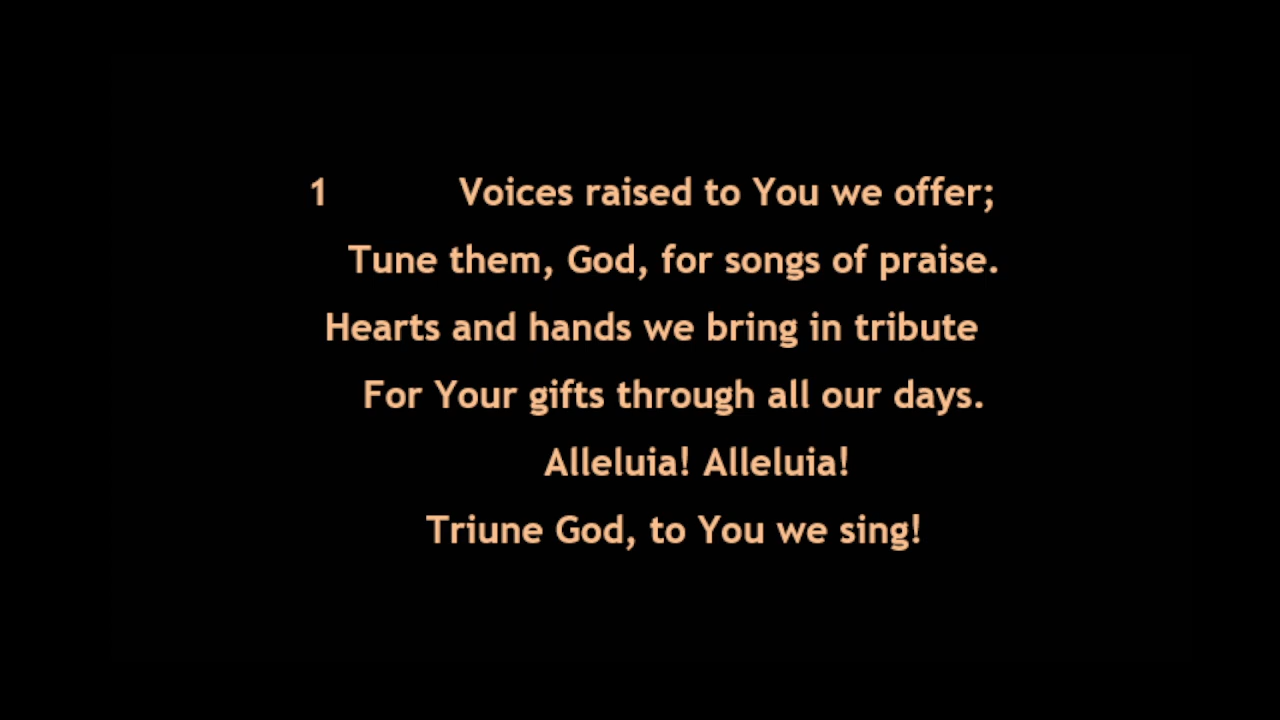 1 Voices raised to You we offer;
Tune them, God, for songs of praise.
Hearts and hands we bring in tribute
For Your gifts through all our days.
Alleluia! Alleluia!
Triune God, to You we sing!